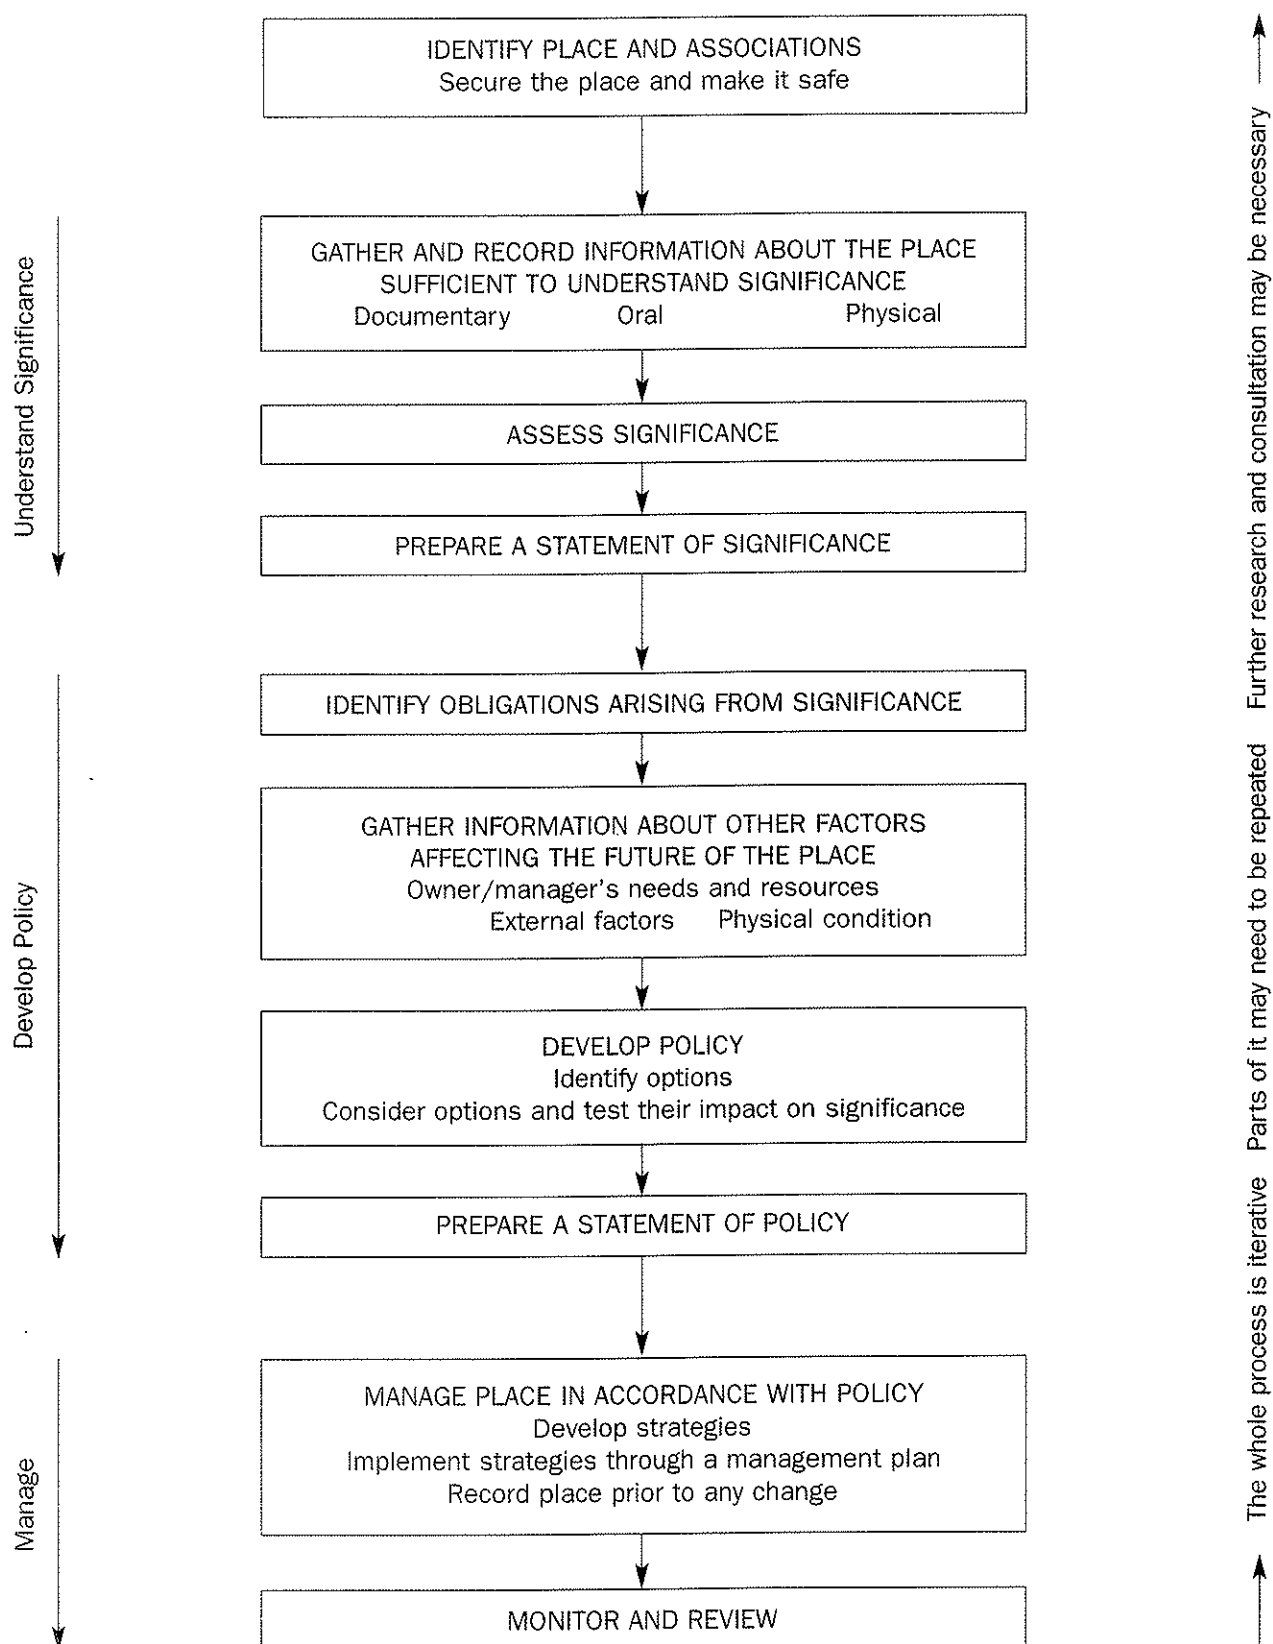 IDENTIFY PLACE AND ASSOCIATIONS
Secure the place and make it safe
GATHER AND RECORD INFORMATION ABOUT THE PLACE
SUFFICIENT TO UNDERSTAND SIGNIFICANCE
Documentary Oral Physical
ASSESS SIGNIFICANCE
PREPARE A STATEMENT OF SIGNIFICANCE
Understand Significance
IDENTIFY OBLIGATIONS ARISING FROM SIGNIFICANCE
GATHER INFORMATION ABOUT OTHER FACTORS
AFFECTING THE FUTURE OF THE PLACE
Owner/manager's needs and resources
External factors Physical condition
DEVELOP POLICY
Identify options
Consider options and test their impact on significance
PREPARE A STATEMENT OF POLICY
Develop Policy
MANAGE PLACE IN ACCORDANCE WITH POLICY
Develop strategies
Implement strategies through a management plan
Record place prior to any change
MONITOR AND REVIEW
Manage
The whole process is iterative Parts of it may need to be repeated Further research and consultation may be necessary